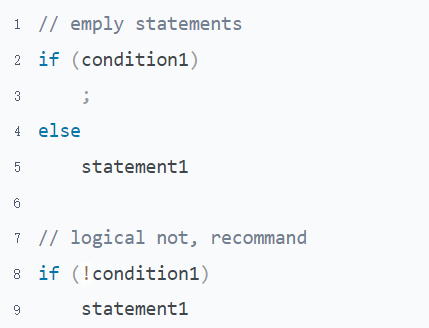 1 // emply statements
2 if (condition1)
3     ;
4 else
5     statement1
6
7 // logical not, recommand
8 if (!condition1)
9     statement1